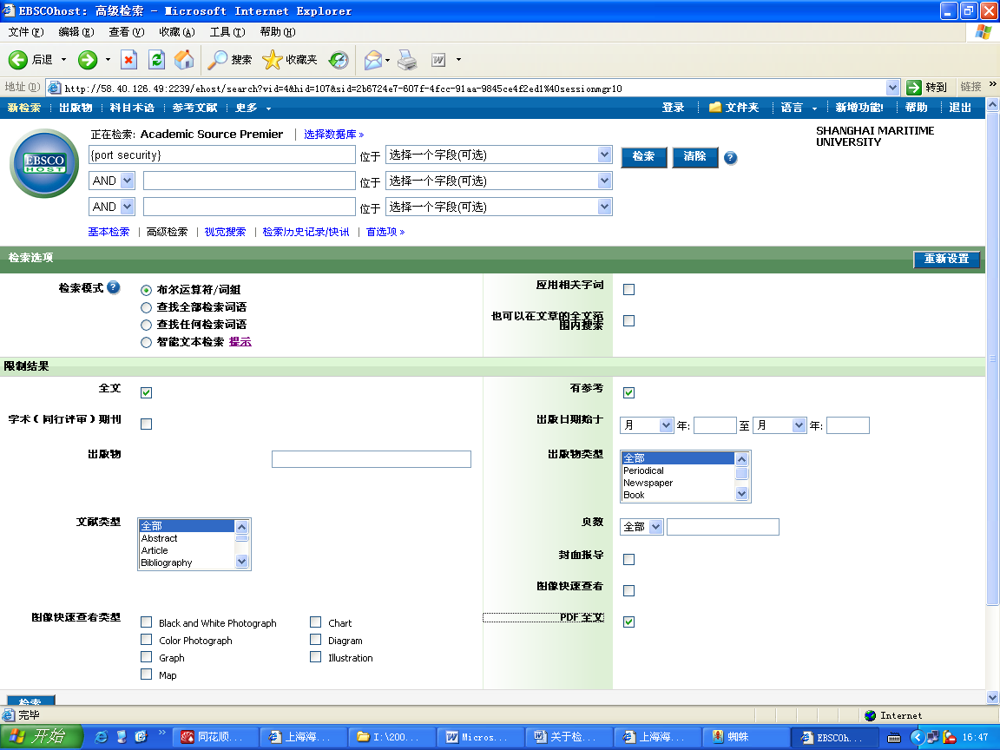 EBSCOhost: 高级检索 - Microsoft Internet Explorer
文件(F) 编辑(E) 查看(V) 收藏(A) 工具(T) 帮助(H)
后退 搜索 收藏夹
地址(D) http://58.40.126.49:2239/ehost/search?vid=4&hid=107&sid=2b6724e7-607f-4fcc-91aa-9845ce4f2ed1%40sessionmgr10 转到 链接 »
新检索 出版物 科目术语 参考文献 更多 登录 文件夹 语言 新增功能! 帮助 退出
正在检索: Academic Source Premier 选择数据库 »
SHANGHAI MARITIME
UNIVERSITY
EBSCO
HOST
{port security} 位于 选择一个字段(可选) 检索 清除 ?
AND 位于 选择一个字段(可选)
AND 位于 选择一个字段(可选)
基本检索 | 高级检索 | 视觉搜索 | 检索历史记录/快讯 | 首选项 »
检索选项 重新设置
检索模式 ? 布尔运算符/词组 应用相关字词
查找全部检索词语
查找任何检索词语 也可以在文章的全文范
围内搜索
智能文本检索 提示
限制结果
全文 有参考
学术(同行评审)期刊 出版日期始于 月 年: 至 月 年:
出版物 出版物类型 全部
Periodical
Newspaper
Book
文献类型 全部 页数 全部
Abstract
Article
Bibliography
封面报导
图像快速查看
图像快速查看类型 PDF 全文
Black and White Photograph Chart
Color Photograph Diagram
Graph Illustration
Map
检索
完毕 Internet
开始 » 同花顺... 上海海... I:\200... Micros... 关于检... 上海海... 蜘蛛 EBSCOh... 16:47